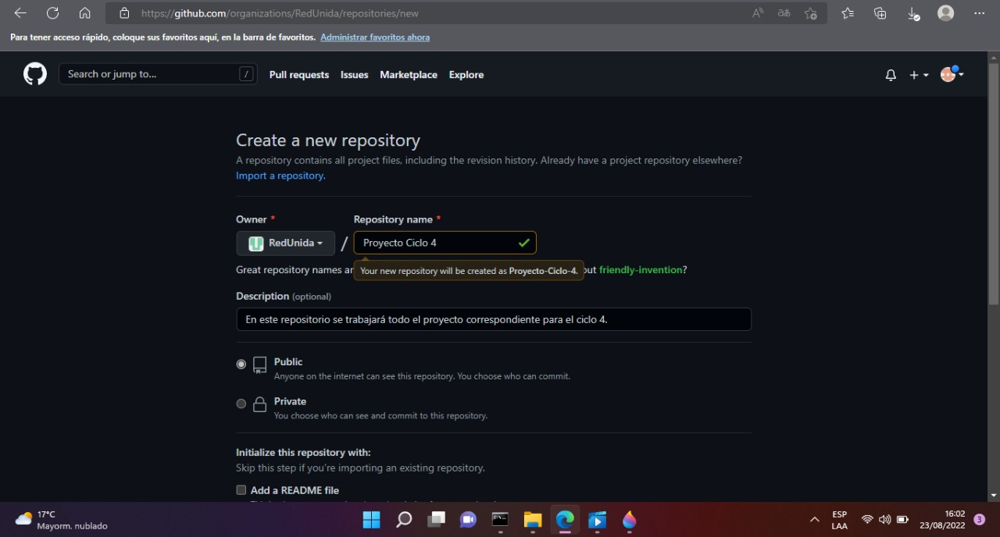 https://github.com/organizations/RedUnida/repositories/new
Para tener acceso rápido, coloque sus favoritos aquí, en la barra de favoritos. Administrar favoritos ahora
Search or jump to... /
Pull requests Issues Marketplace Explore
Create a new repository
A repository contains all project files, including the revision history. Already have a project repository elsewhere?
Import a repository.
Owner * Repository name *
RedUnida / Proyecto Ciclo 4
Great repository names
Your new repository will be created as Proyecto-Ciclo-4.
friendly-invention?
Description (optional)
En este repositorio se trabajará todo el proyecto correspondiente para el ciclo 4.
Public
Anyone on the internet can see this repository. You choose who can commit.
Private
You choose who can see and commit to this repository.
Initialize this repository with:
Skip this step if you're importing an existing repository.
Add a README file
17°C
Mayorm. nublado
ESP
LAA
16:02
23/08/2022
3